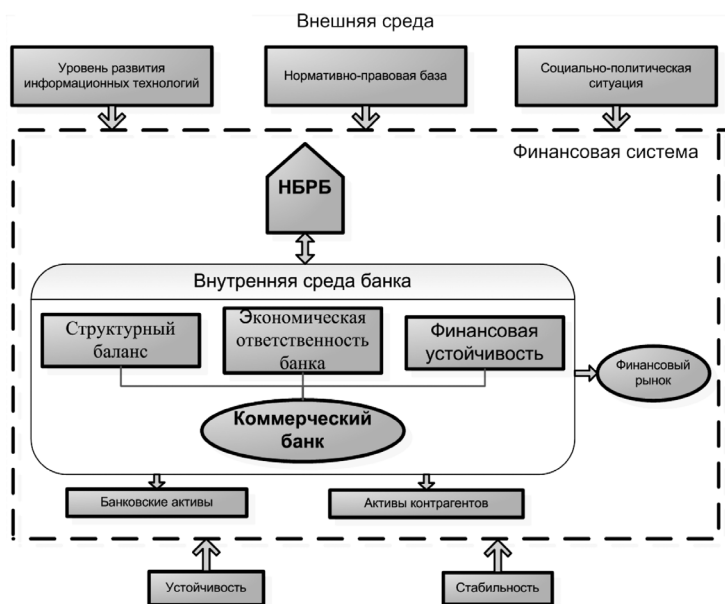 Внешняя среда
Уровень развития
информационных технологий
Нормативно-правовая база
Социально-политическая
ситуация
Финансовая система
НБРБ
Внутренняя среда банка
Структурный
баланс
Экономическая
ответственность
банка
Финансовая
устойчивость
Финансовый
рынок
Коммерческий
банк
Банковские активы
Активы контрагентов
Устойчивость
Стабильность